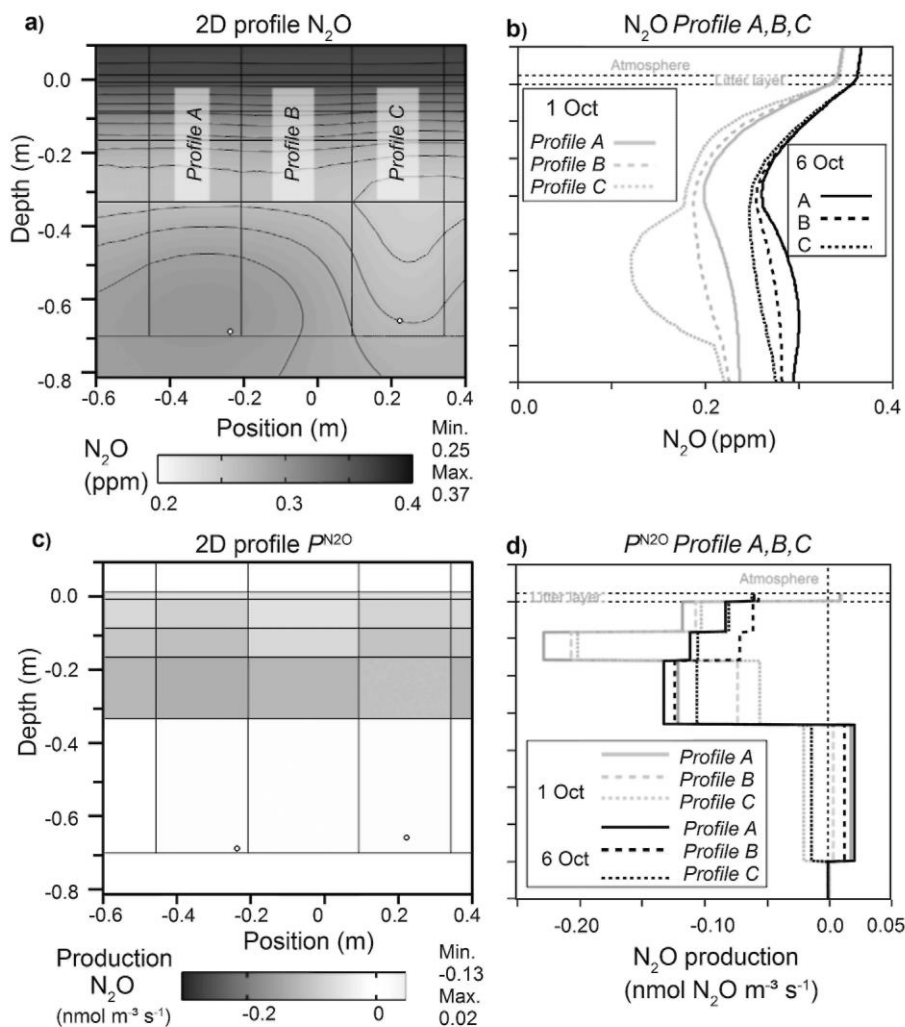 a) 2D profile N₂O
0.0
-0.2
-0.4
-0.6
-0.8
Depth (m)
Profile A
Profile B
Profile C
-0.6 -0.4 -0.2 0 0.2 0.4
Position (m)
N₂O
(ppm)
0.2 0.3 0.4
Min.
0.25
Max.
0.37
b) N₂O Profile A,B,C
Atmosphere
Litter layer
1 Oct
Profile A
Profile B
Profile C
6 Oct
A
B
C
0.0 0.2 0.4
N₂O (ppm)
c) 2D profile Pᴺ²ᴼ
0.0
-0.2
-0.4
-0.6
-0.8
Depth (m)
-0.6 -0.4 -0.2 0 0.2 0.4
Position (m)
Production
N₂O
(nmol m⁻³ s⁻¹)
-0.2 0
Min.
-0.13
Max.
0.02
d) Pᴺ²ᴼ Profile A,B,C
Atmosphere
Litter layer
1 Oct
Profile A
Profile B
Profile C
6 Oct
Profile A
Profile B
Profile C
-0.20 -0.10 0 0.05
N₂O production
(nmol N₂O m⁻³ s⁻¹)